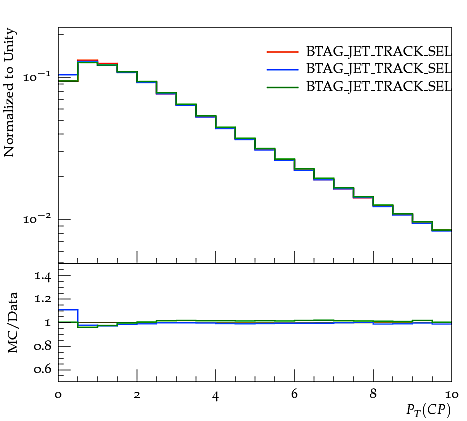 Normalized to Unity
BTAG_JET_TRACK_SEL
BTAG_JET_TRACK_SEL
BTAG_JET_TRACK_SEL
10⁻¹
10⁻²
MC/Data
1.4
1.2
1
0.8
0.6
0 2 4 6 8 10
P_T(CP)